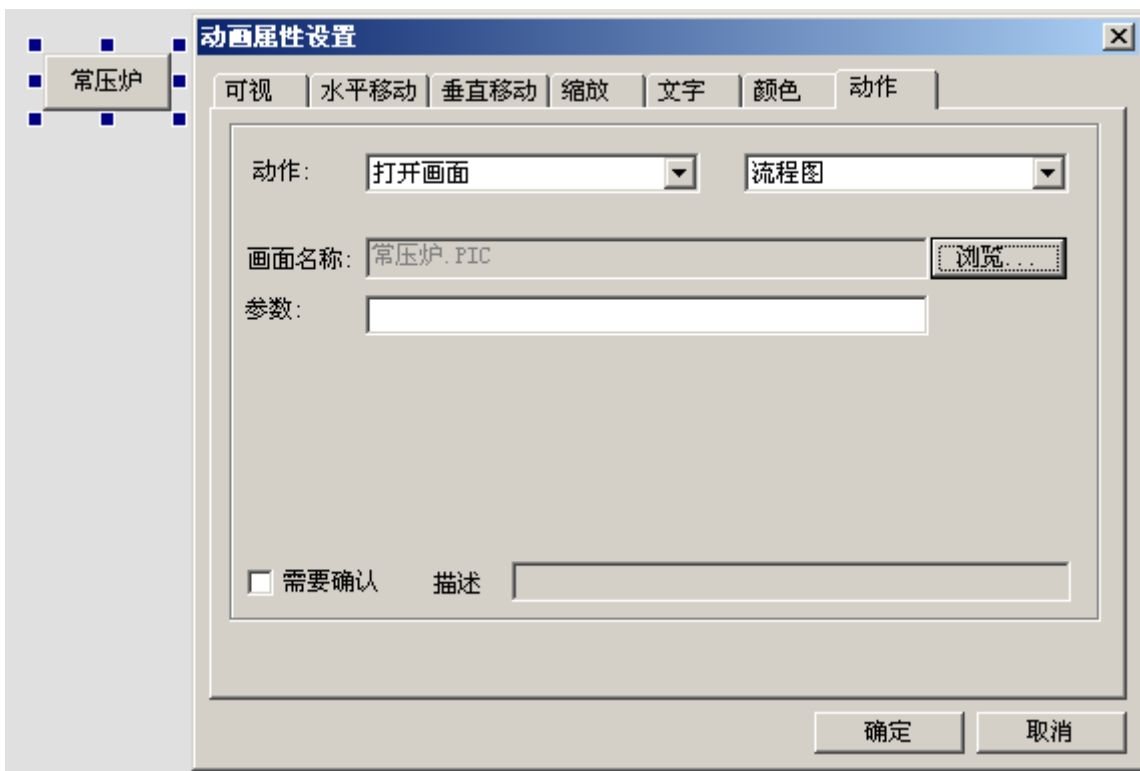 动画属性设置
常压炉
可视 水平移动 垂直移动 缩放 文字 颜色 动作
动作: 打开画面 流程图
画面名称: 常压炉.PIC 浏览...
参数:
需要确认 描述
确定 取消